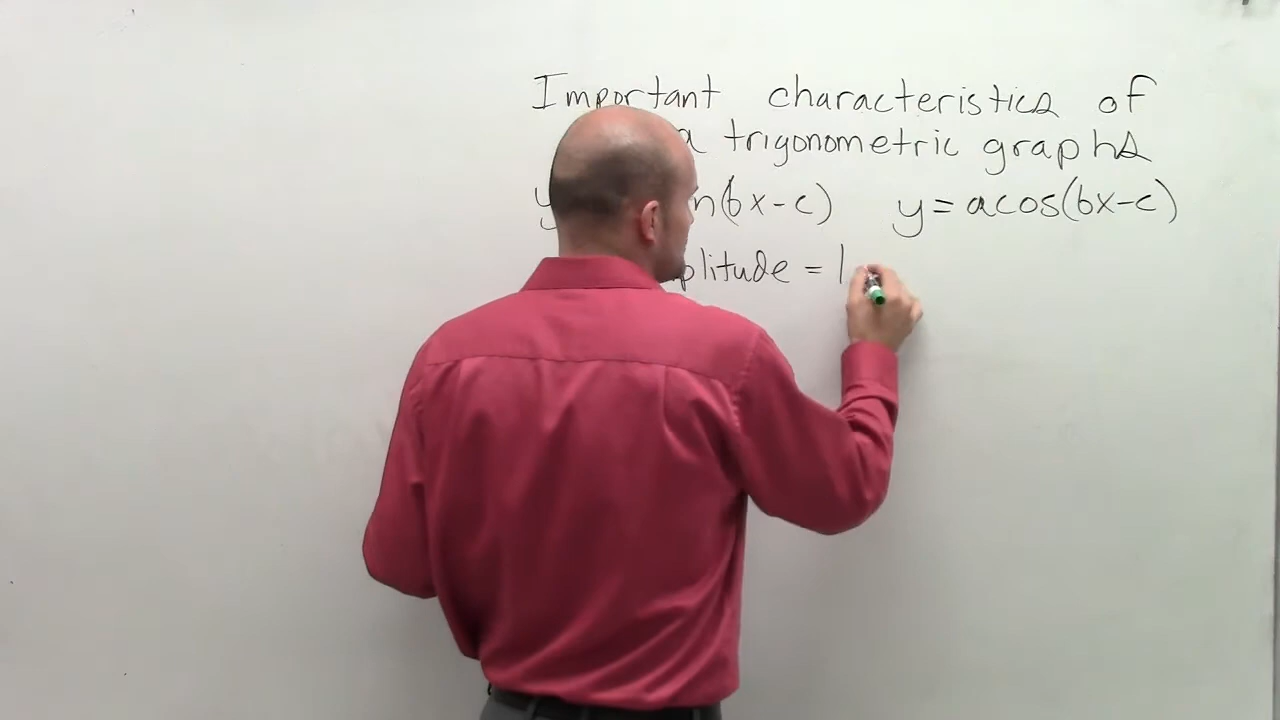 Important characteristics of
a trigonometric graphs
y n(bx-c) y=acos(bx-c)
plitude = |